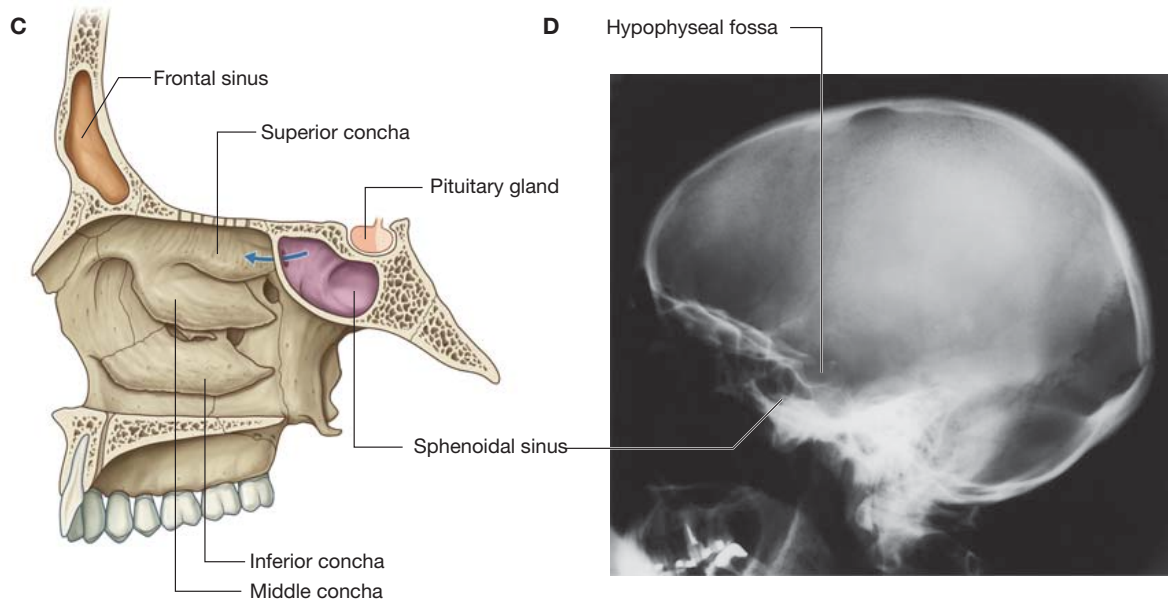 C
D
Hypophyseal fossa
Frontal sinus
Superior concha
Pituitary gland
Sphenoidal sinus
Inferior concha
Middle concha